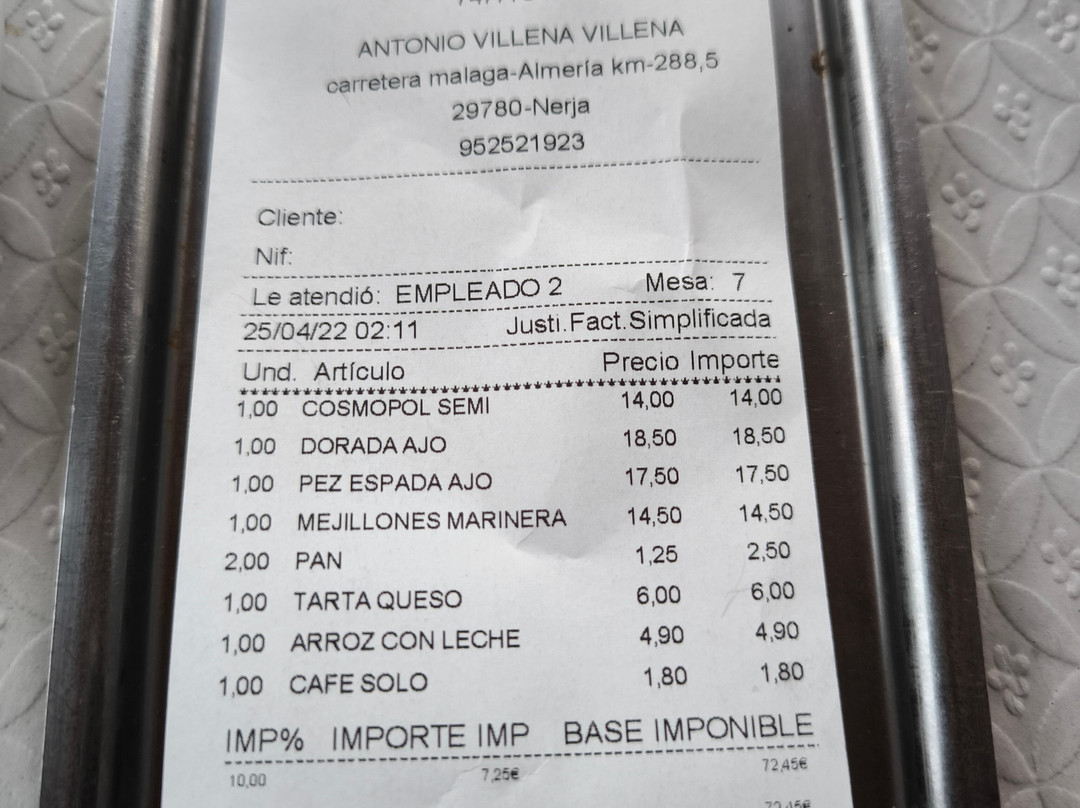 ANTONIO VILLENA VILLENA
carretera malaga-Almería km-288,5
29780-Nerja
952521923
Cliente:
Nif:
Le atendió: EMPLEADO 2 Mesa: 7
25/04/22 02:11 Justi.Fact.Simplificada
Und. Artículo Precio Importe
1,00 COSMOPOL SEMI 14,00 14,00
1,00 DORADA AJO 18,50 18,50
1,00 PEZ ESPADA AJO 17,50 17,50
1,00 MEJILLONES MARINERA 14,50 14,50
2,00 PAN 1,25 2,50
1,00 TARTA QUESO 6,00 6,00
1,00 ARROZ CON LECHE 4,90 4,90
1,00 CAFE SOLO 1,80 1,80
IMP% IMPORTE IMP BASE IMPONIBLE
10,00 7,25€ 72,45€
72,45€